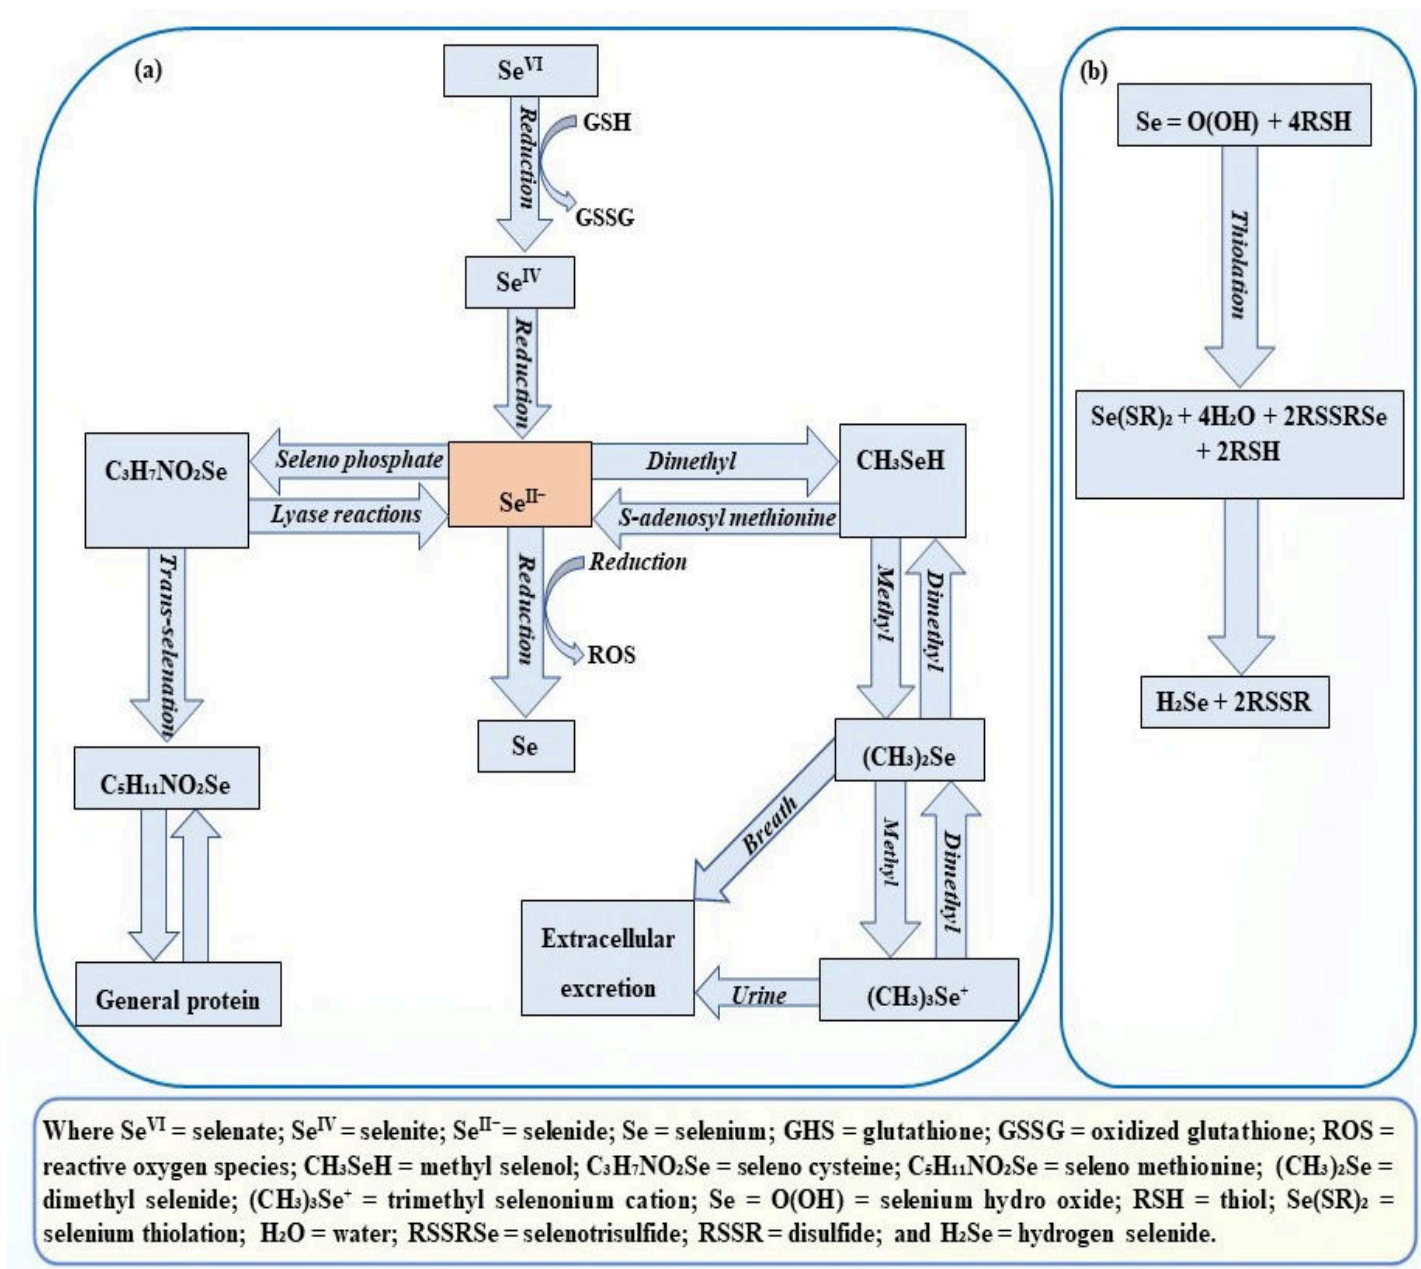 (a)
Se^VI
Reduction
GSH
GSSG
Se^IV
Reduction
C₃H₇NO₂Se
Seleno phosphate
Lyase reactions
Se^II−
Dimethyl
S-adenosyl methionine
CH₃SeH
Trans-selenation
Reduction
Reduction
ROS
Methyl
Dimethyl
Se
C₅H₁₁NO₂Se
(CH₃)₂Se
Breath
Methyl
Dimethyl
Extracellular
excretion
Urine
General protein
(CH₃)₃Se⁺
(b)
Se = O(OH) + 4RSH
Thiolation
Se(SR)₂ + 4H₂O + 2RSSRSe
+ 2RSH
H₂Se + 2RSSR
Where Se^VI = selenate; Se^IV = selenite; Se^II− = selenide; Se = selenium; GHS = glutathione; GSSG = oxidized glutathione; ROS =
reactive oxygen species; CH₃SeH = methyl selenol; C₃H₇NO₂Se = seleno cysteine; C₅H₁₁NO₂Se = seleno methionine; (CH₃)₂Se =
dimethyl selenide; (CH₃)₃Se⁺ = trimethyl selenonium cation; Se = O(OH) = selenium hydro oxide; RSH = thiol; Se(SR)₂ =
selenium thiolation; H₂O = water; RSSRSe = selenotrisulfide; RSSR = disulfide; and H₂Se = hydrogen selenide.